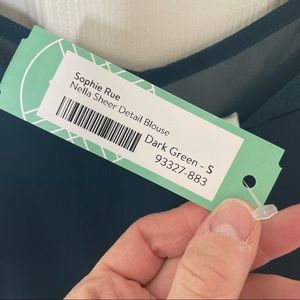 Sophie Rue
Nella Sheer Detail Blouse
Dark Green - S
93327-883